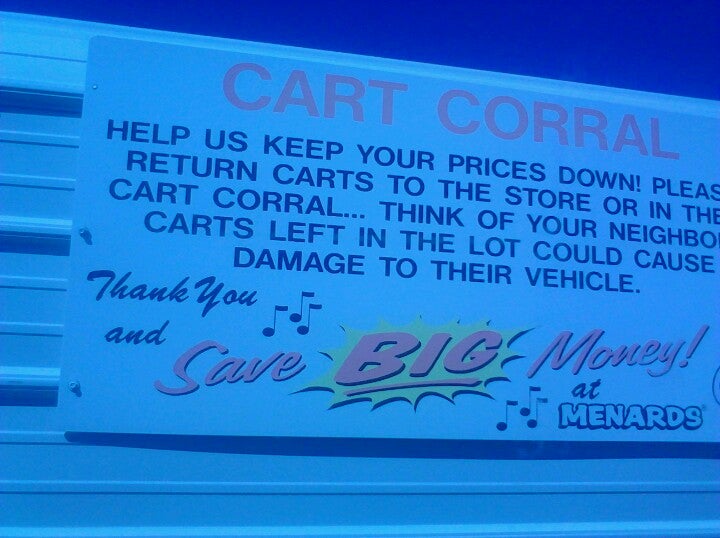 CART CORRAL
HELP US KEEP YOUR PRICES DOWN! PLEAS
RETURN CARTS TO THE STORE OR IN THE
CART CORRAL... THINK OF YOUR NEIGHBO
CARTS LEFT IN THE LOT COULD CAUSE
DAMAGE TO THEIR VEHICLE.
Thank You
and
Save BIG Money!
at
MENARDS®